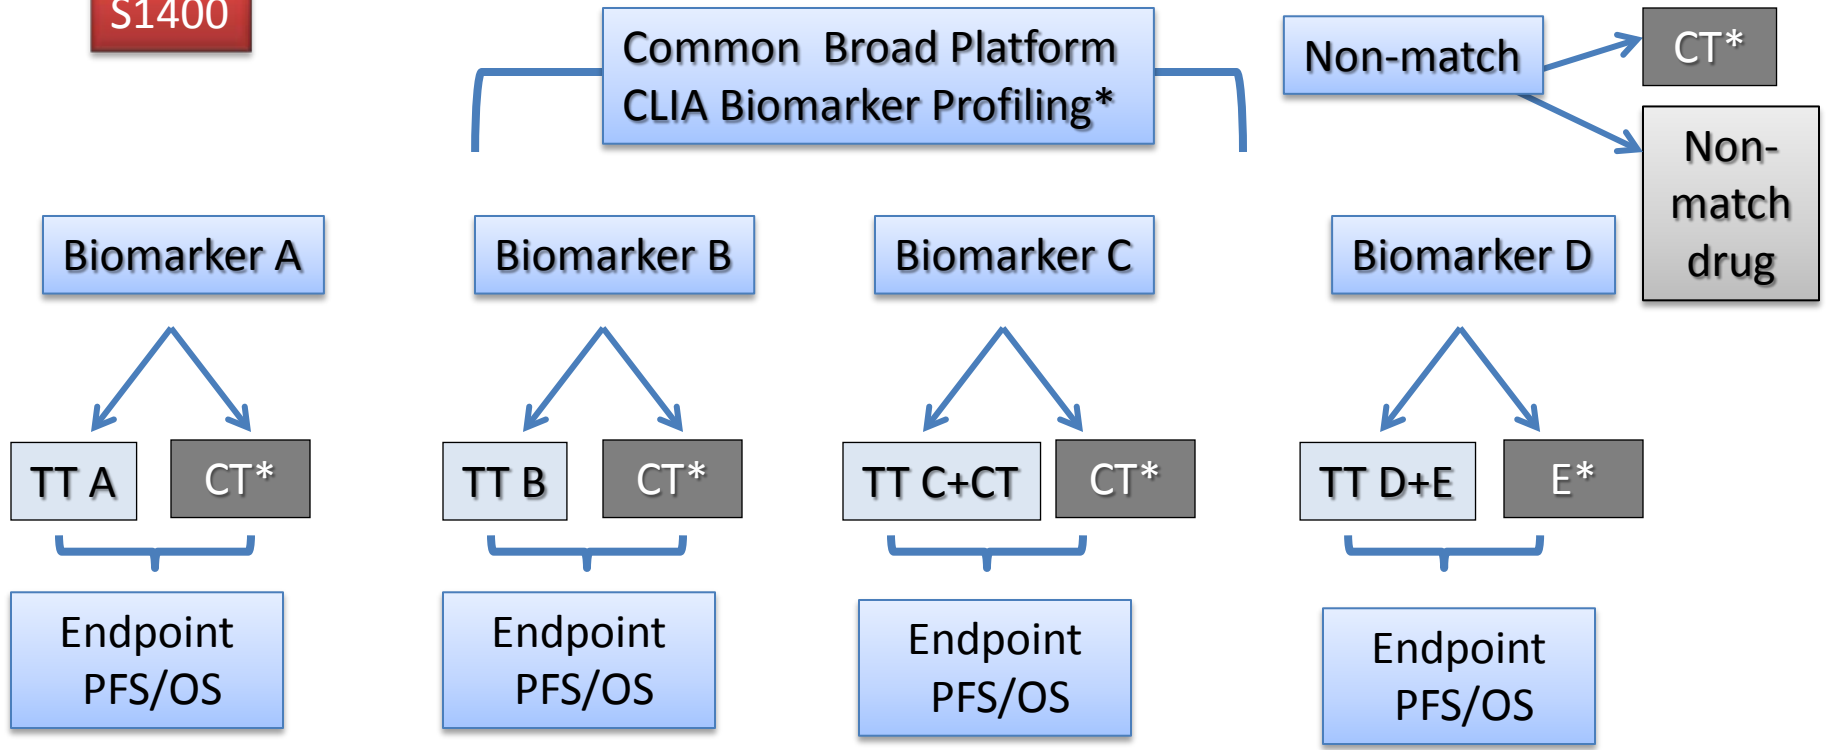 S1400
Common Broad Platform
CLIA Biomarker Profiling*
Non-match
CT*
Non-
match
drug
Biomarker A
Biomarker B
Biomarker C
Biomarker D
TT A
CT*
TT B
CT*
TT C+CT
CT*
TT D+E
E*
Endpoint
PFS/OS
Endpoint
PFS/OS
Endpoint
PFS/OS
Endpoint
PFS/OS